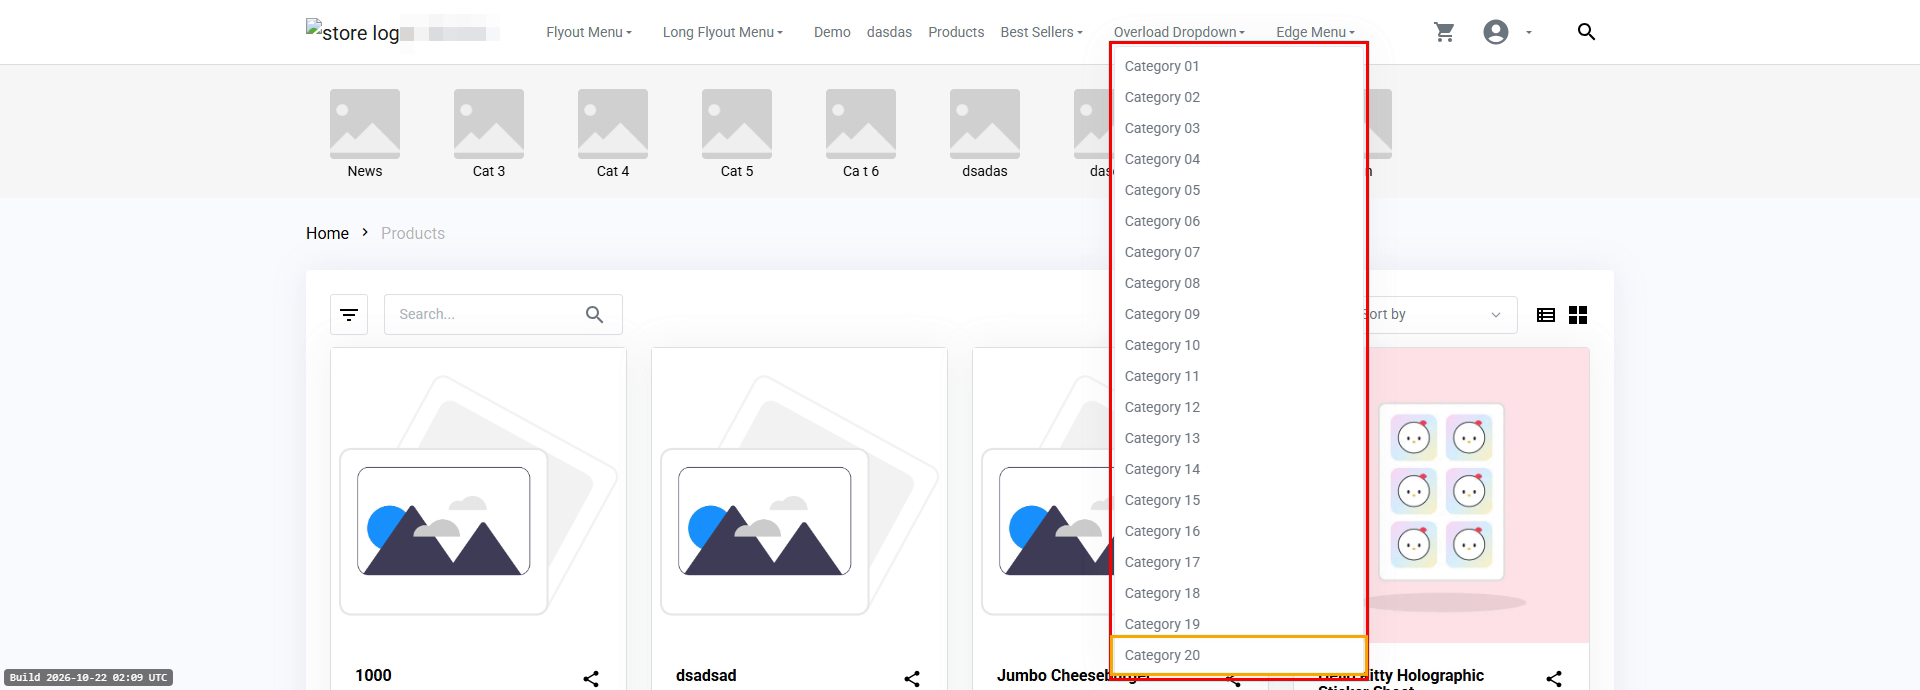 store log
Flyout Menu
Long Flyout Menu
Demo
dasdas
Products
Best Sellers
Overload Dropdown
Edge Menu
Category 01
Category 02
Category 03
Category 04
Category 05
Category 06
Category 07
Category 08
Category 09
Category 10
Category 11
Category 12
Category 13
Category 14
Category 15
Category 16
Category 17
Category 18
Category 19
Category 20
News
Cat 3
Cat 4
Cat 5
Ca t 6
dsadas
Home > Products
Search...
1000
dsadsad
Jumbo Cheeseburger
Kitty Holographic
Build 2026-10-22 02:09 UTC